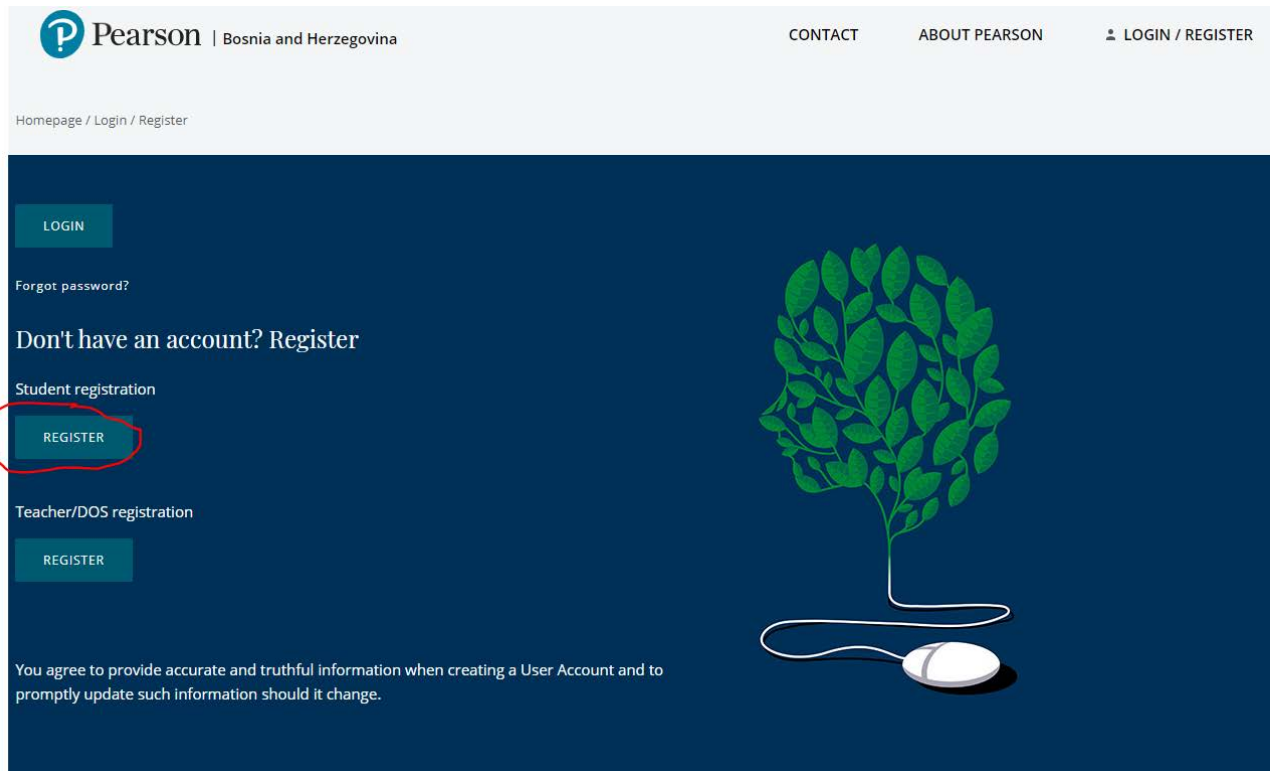 Pearson | Bosnia and Herzegovina
CONTACT ABOUT PEARSON LOGIN / REGISTER
Homepage / Login / Register
LOGIN
Forgot password?
Don't have an account? Register
Student registration
REGISTER
Teacher/DOS registration
REGISTER
You agree to provide accurate and truthful information when creating a User Account and to
promptly update such information should it change.